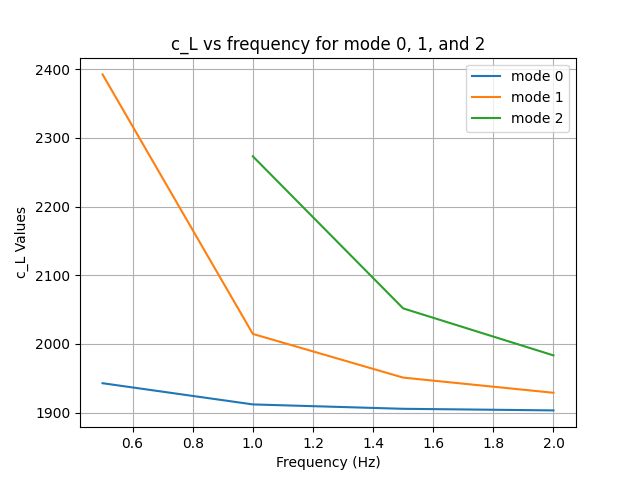 c_L vs frequency for mode 0, 1, and 2
mode 0
mode 1
mode 2
c_L Values
2400
2300
2200
2100
2000
1900
0.6 0.8 1.0 1.2 1.4 1.6 1.8 2.0
Frequency (Hz)